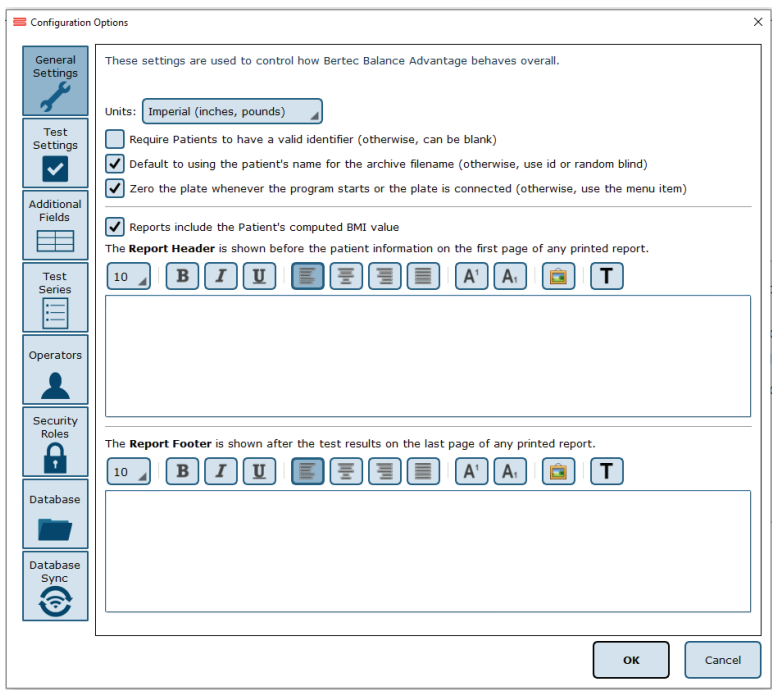 Configuration Options
General
Settings
These settings are used to control how Bertec Balance Advantage behaves overall.
Units: Imperial (inches, pounds)
Require Patients to have a valid identifier (otherwise, can be blank)
Test
Settings
Default to using the patient's name for the archive filename (otherwise, use id or random blind)
Zero the plate whenever the program starts or the plate is connected (otherwise, use the menu item)
Additional
Fields
Reports include the Patient's computed BMI value
The Report Header is shown before the patient information on the first page of any printed report.
10 B I U A¹ A₁ T
Test
Series
Operators
Security
Roles
The Report Footer is shown after the test results on the last page of any printed report.
10 B I U A¹ A₁ T
Database
Database
Sync
OK Cancel